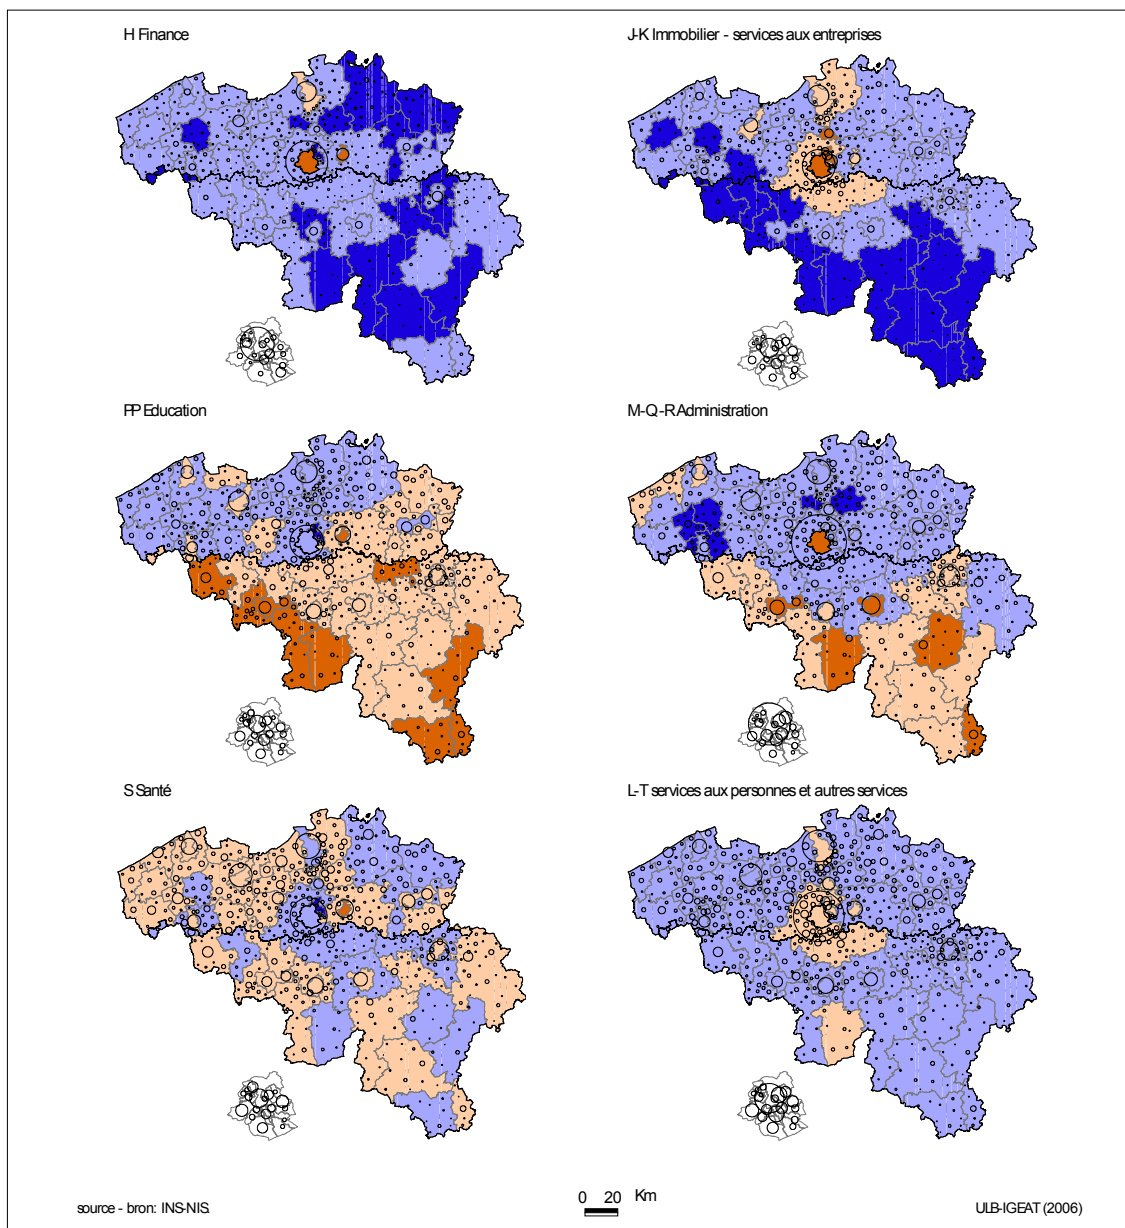 H Finance
J-K Immobilier - services aux entreprises
PP Education
M-Q-R Administration
S Santé
L-T services aux personnes et autres services
source - bron: INS-NIS.
0 20 Km
ULB-IGEAT (2006)